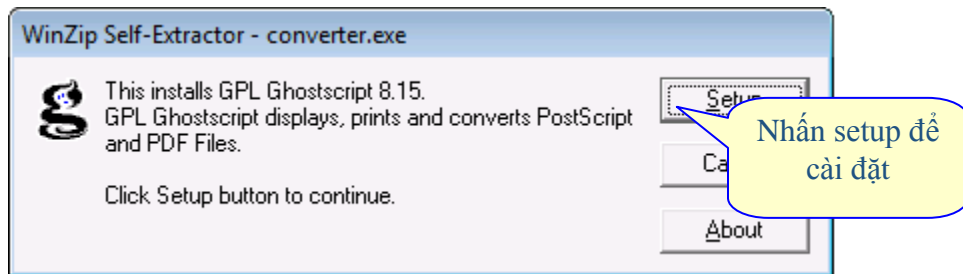 WinZip Self-Extractor - converter.exe
This installs GPL Ghostscript 8.15.
GPL Ghostscript displays, prints and converts PostScript
and PDF Files.
Click Setup button to continue.
Setup
About
Nhấn setup để
cài đặt